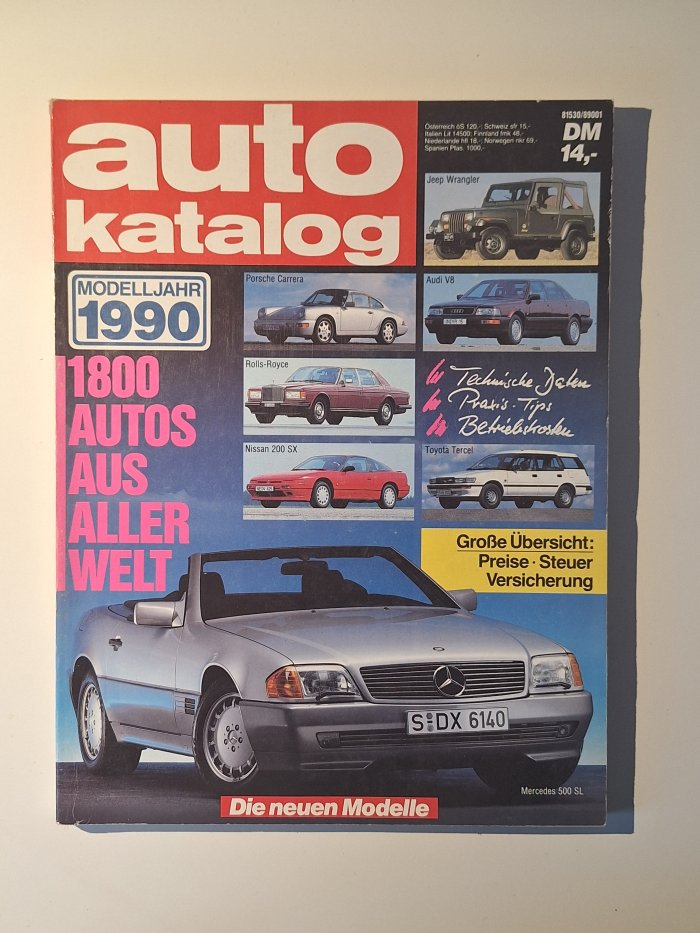 auto
katalog
81530/89001
Österreich öS 120,-; Schweiz sfr 15,-
Italien Lit 14500; Finnland fmk 48,-
Niederlande hfl 18,-; Norwegen nkr 69,-
Spanien Ptas. 1000,-
DM
14,-
Jeep Wrangler
MODELLJAHR
1990
Porsche Carrera
Audi V8
1800
AUTOS
AUS
ALLER
WELT
Rolls-Royce
Technische Daten
Praxis-Tips
Betriebskosten
Nissan 200 SX
Toyota Tercel
Große Übersicht:
Preise · Steuer
Versicherung
S DX 6140
Mercedes 500 SL
Die neuen Modelle